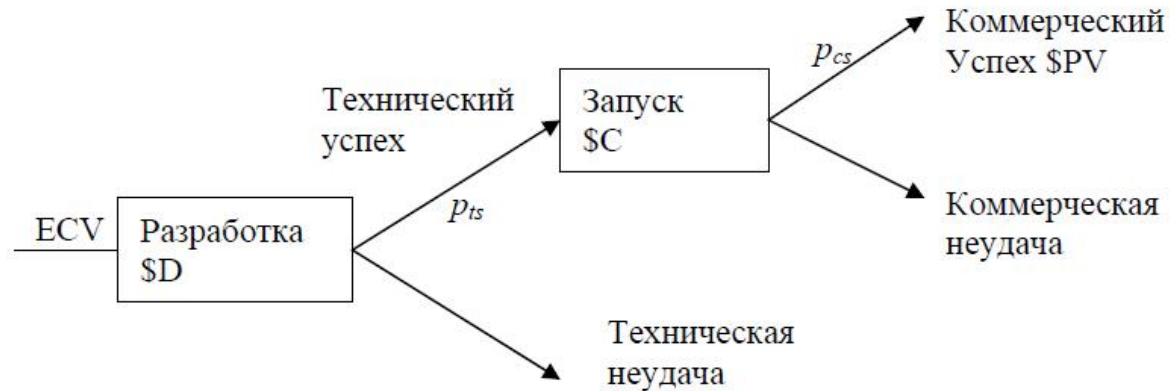 ECV
Разработка
$D
Технический
успех
p_ts
Техническая
неудача
Запуск
$C
p_cs
Коммерческий
Успех $PV
Коммерческая
неудача